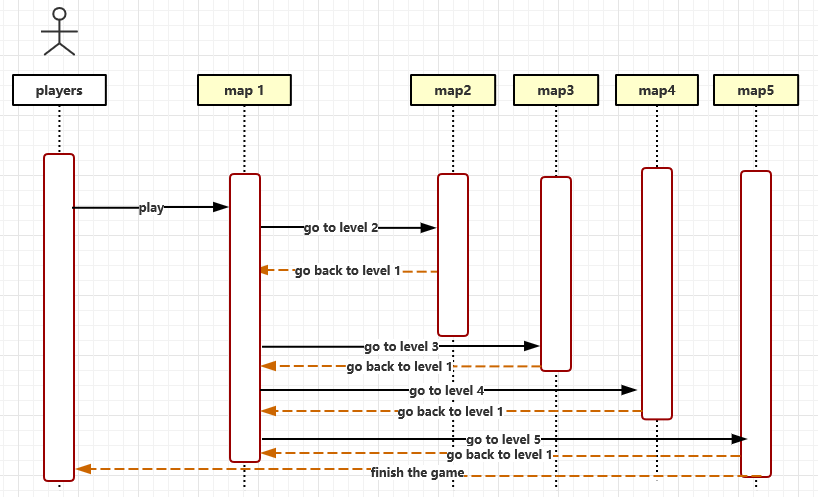 players
map 1
map2
map3
map4
map5
play
go to level 2
go back to level 1
go to level 3
go back to level 1
go to level 4
go back to level 1
go to level 5
go back to level 1
finish the game